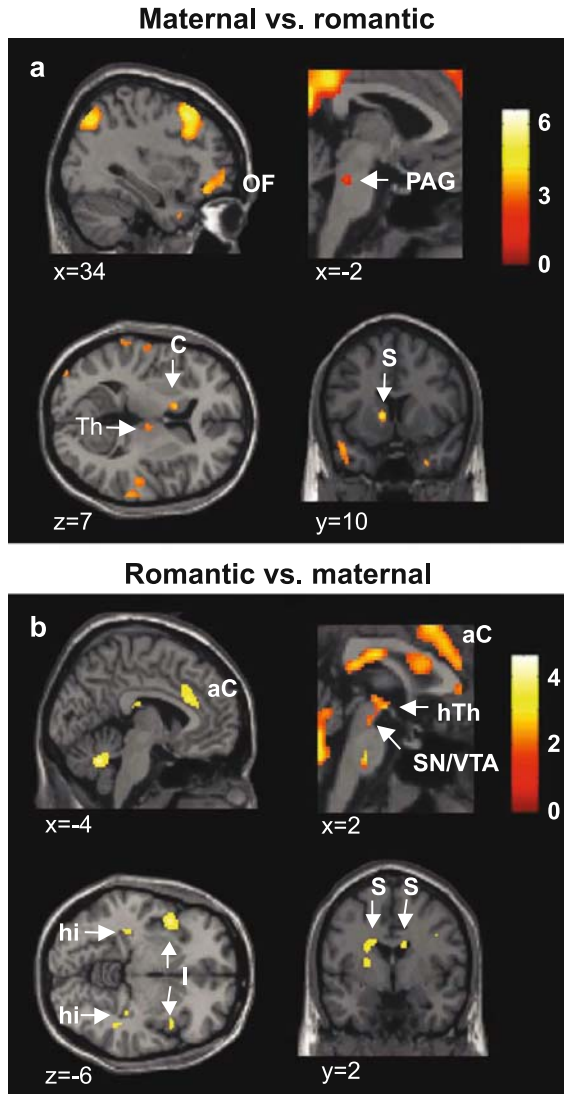 Maternal vs. romantic
a
OF
x=34
PAG
x=-2
6
3
0
C
Th
z=7
S
y=10
Romantic vs. maternal
b
aC
x=-4
aC
hTh
SN/VTA
x=2
4
2
0
hi
I
hi
z=-6
S S
y=2